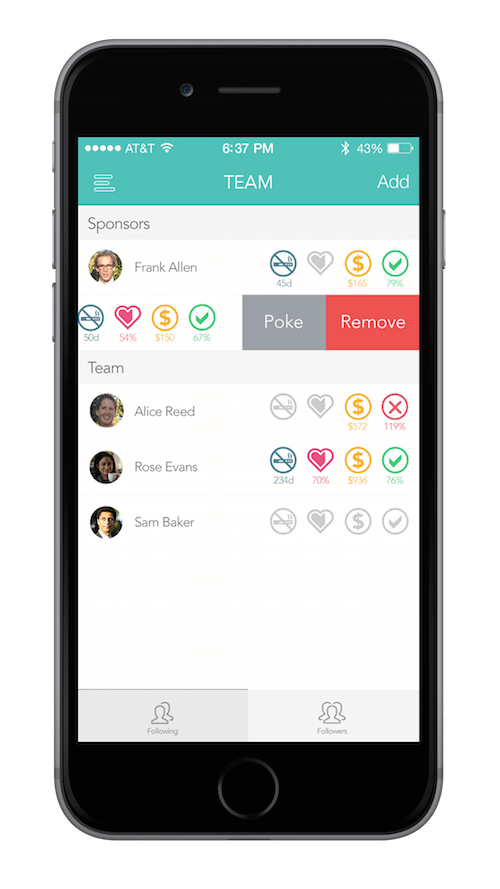 AT&T 6:37 PM 43%
TEAM Add
Sponsors
Frank Allen
45d $165 79%
50d 54% $150 67% Poke Remove
Team
Alice Reed
$572 119%
Rose Evans
234d 70% $936 76%
Sam Baker
Following Followers